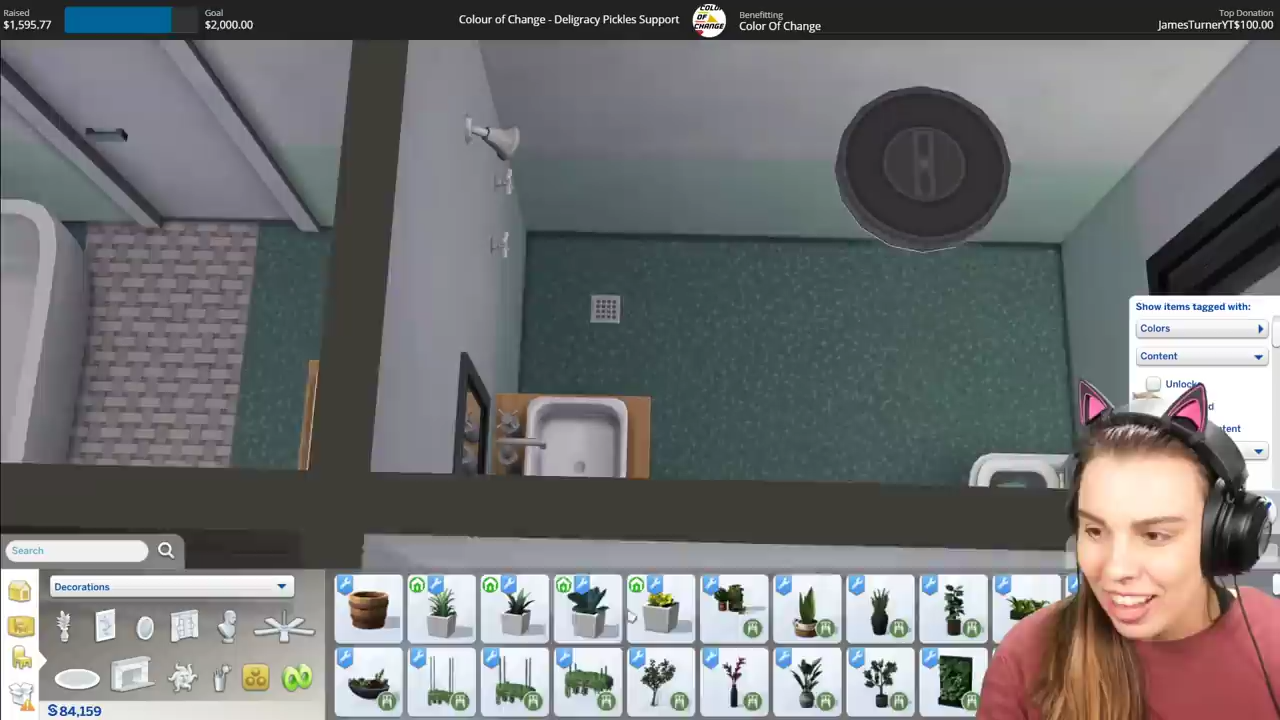 Raised
$1,595.77
Goal
$2,000.00
Colour of Change - Deligracy Pickles Support
COLOR
OF
CHANGE
Benefitting
Color Of Change
Top Donation
JamesTurnerYT$100.00
Show items tagged with:
Colors
Content
Search
Decorations
§84,159